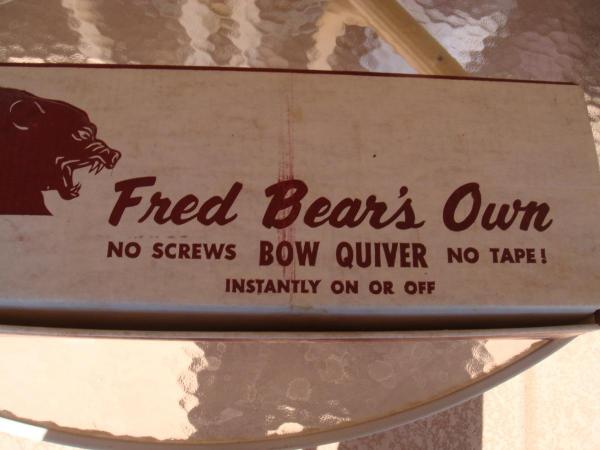 Fred Bear's Own
NO SCREWS BOW QUIVER NO TAPE!
INSTANTLY ON OR OFF